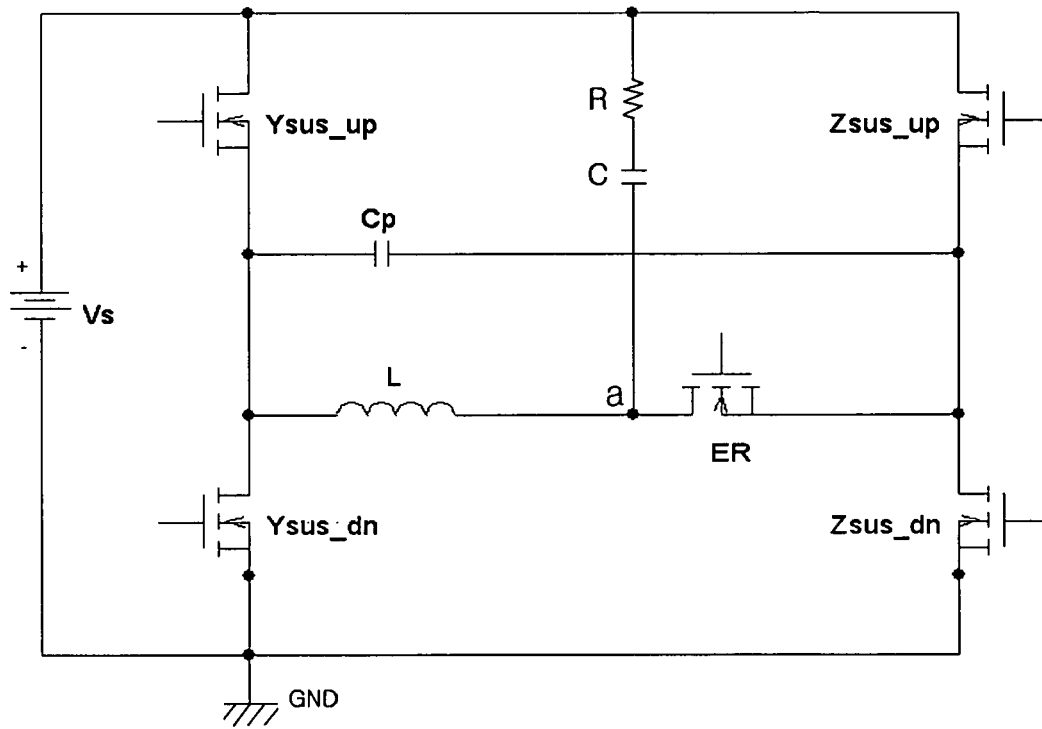 R
Ysus_up
Zsus_up
C
Cp
+
Vs
-
L
a
ER
Ysus_dn
Zsus_dn
GND